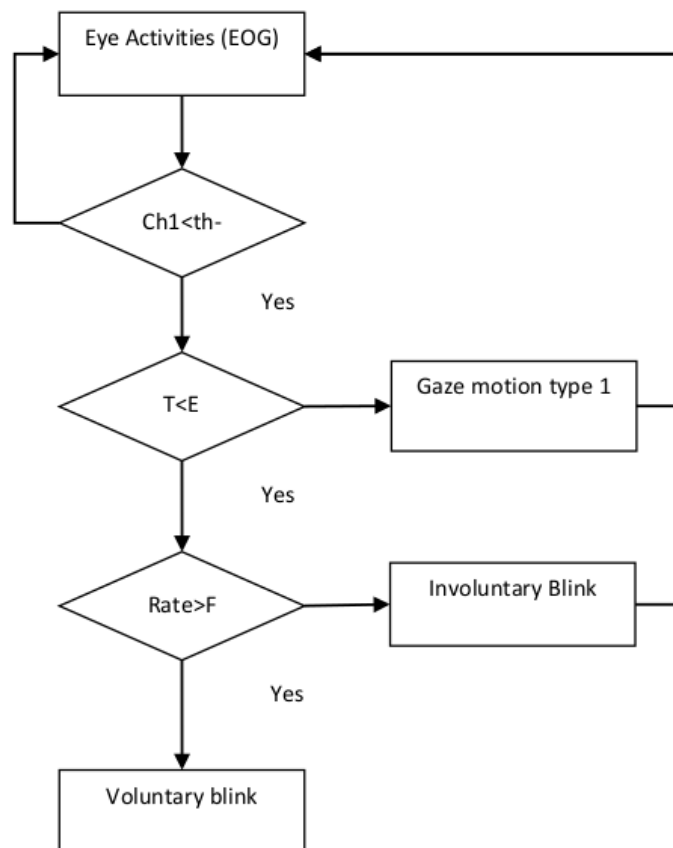 Eye Activities (EOG)
Ch1<th-
Yes
T<E
Gaze motion type 1
Yes
Rate>F
Involuntary Blink
Yes
Voluntary blink